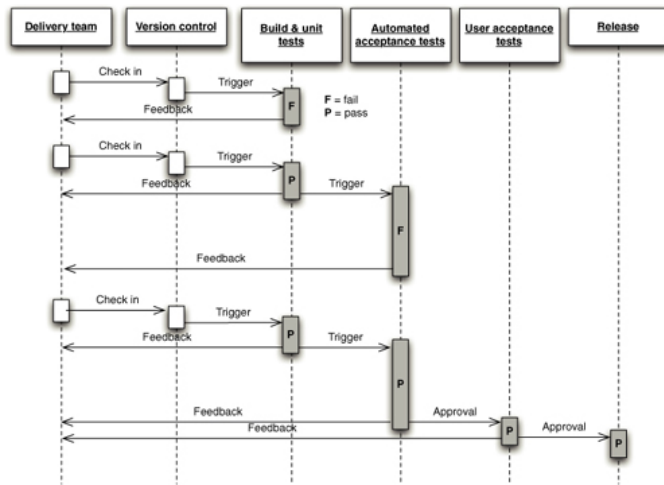 Delivery team
Version control
Build & unit
tests
Automated
acceptance tests
User acceptance
tests
Release
Check in
Trigger
Feedback
F
F = fail
P = pass
Check in
Trigger
Feedback
P
Trigger
F
Feedback
Check in
Trigger
Feedback
P
Trigger
P
Feedback
Approval
Feedback
P
Approval
P